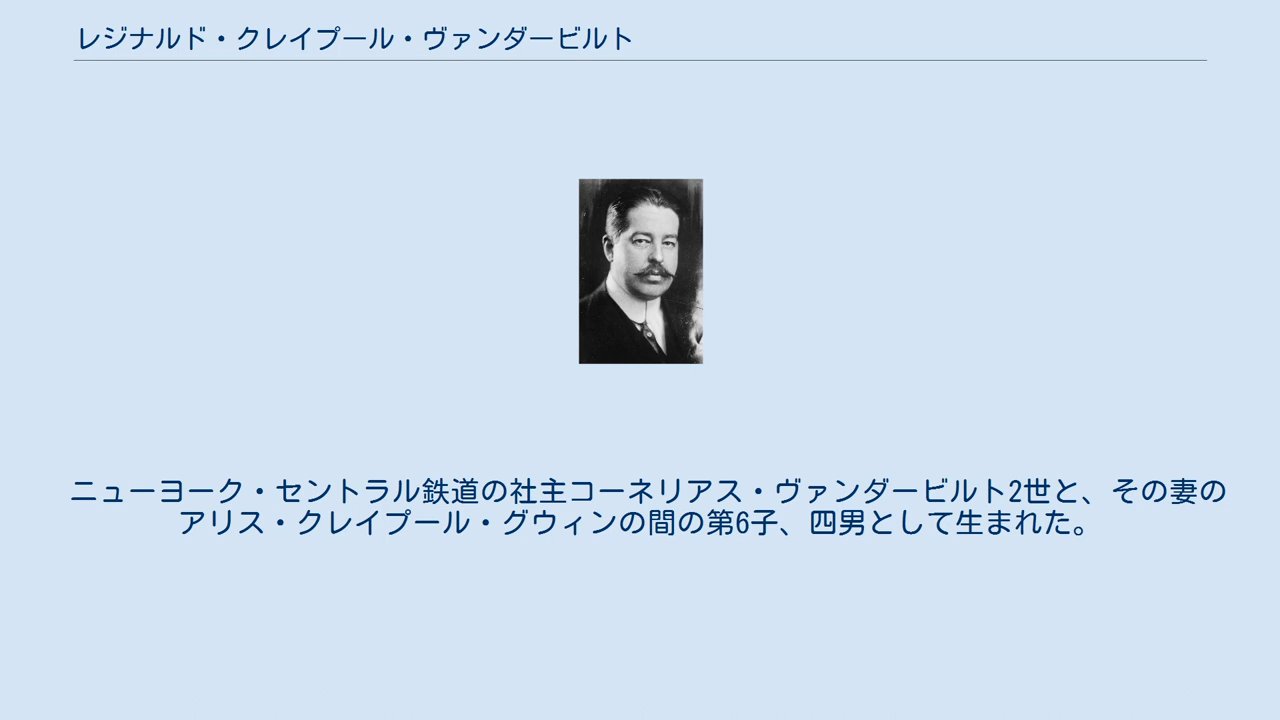 レジナルド・クレイプール・ヴァンダービルト
ニューヨーク・セントラル鉄道の社主コーネリアス・ヴァンダービルト2世と、その妻の
アリス・クレイプール・グウィンの間の第6子、四男として生まれた。